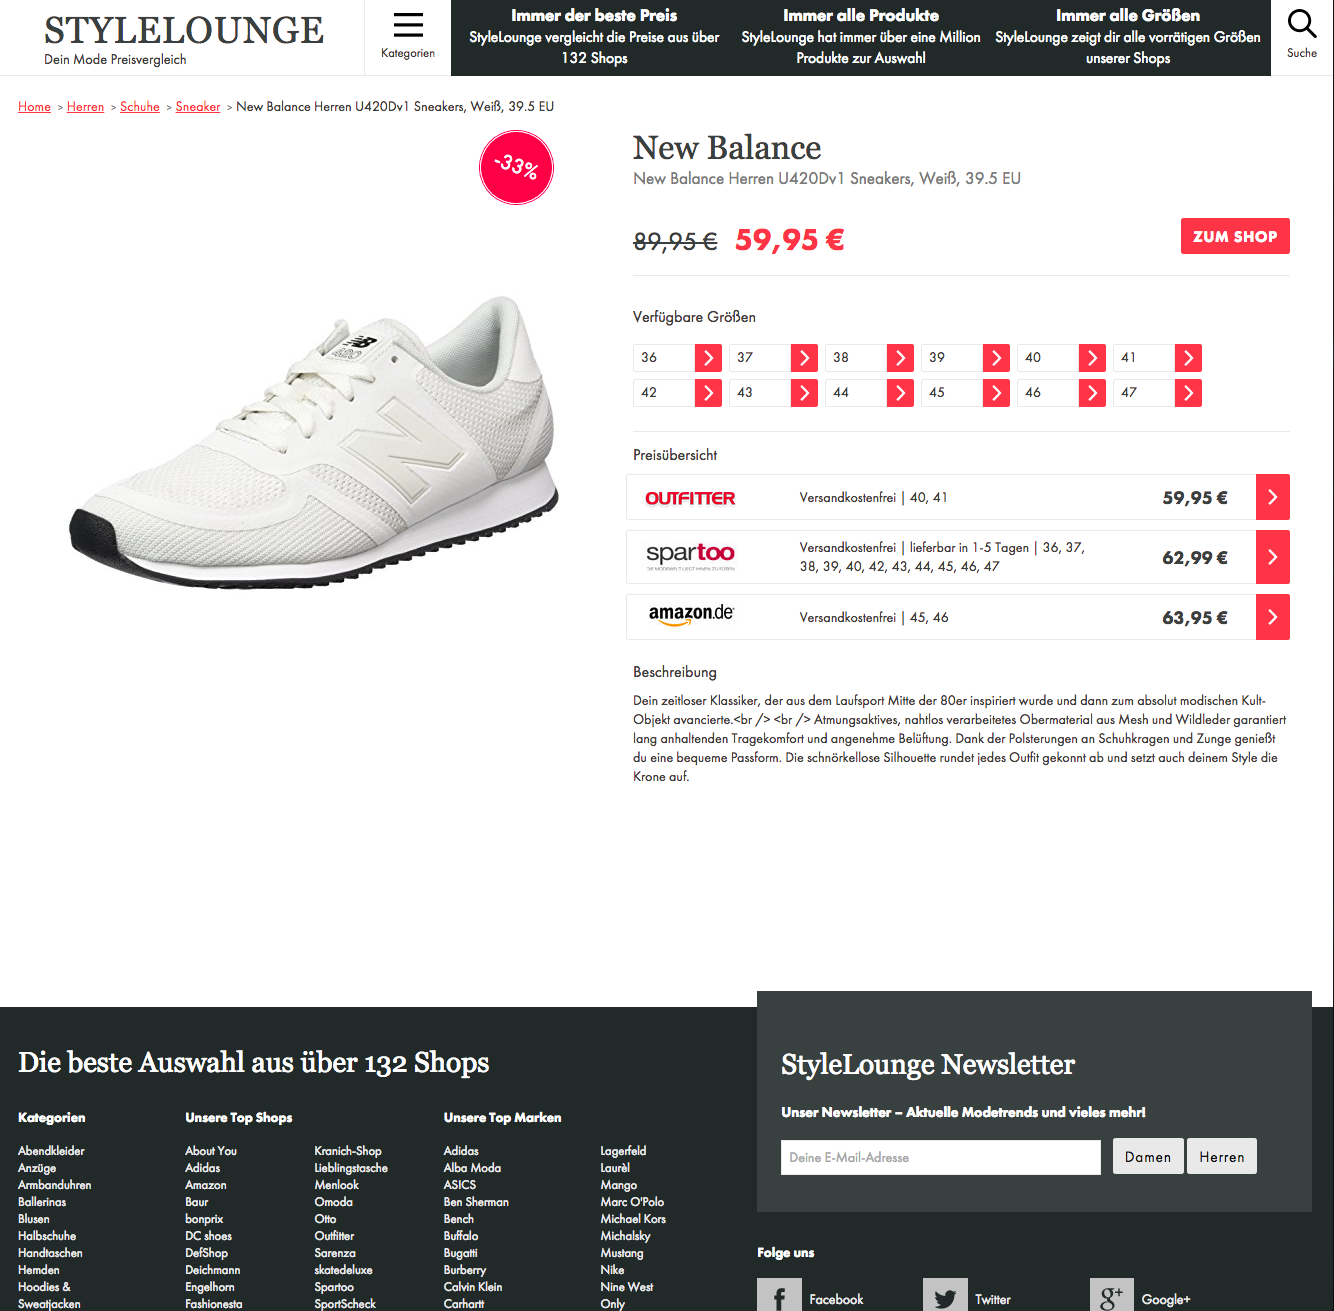 STYLELOUNGE
Dein Mode Preisvergleich
Kategorien
Immer der beste Preis
StyleLounge vergleicht die Preise aus über
132 Shops
Immer alle Produkte
StyleLounge hat immer über eine Million
Produkte zur Auswahl
Immer alle Größen
StyleLounge zeigt dir alle vorrätigen Größen
unserer Shops
Suche
Home > Herren > Schuhe > Sneaker > New Balance Herren U420Dv1 Sneakers, Weiß, 39.5 EU
-33%
NB
420
N
New Balance
New Balance Herren U420Dv1 Sneakers, Weiß, 39.5 EU
89,95 € 59,95 €
ZUM SHOP
Verfügbare Größen
36 37 38 39 40 41
42 43 44 45 46 47
Preisübersicht
OUTFITTER Versandkostenfrei | 40, 41 59,95 €
spartoo
DIE MODEWELT LIEGT IHNEN ZU FÜSSEN
Versandkostenfrei | lieferbar in 1-5 Tagen | 36, 37,
38, 39, 40, 42, 43, 44, 45, 46, 47
62,99 €
amazon.de Versandkostenfrei | 45, 46 63,95 €
Beschreibung
Dein zeitloser Klassiker, der aus dem Laufsport Mitte der 80er inspiriert wurde und dann zum absolut modischen Kult-
Objekt avancierte.<br /> <br /> Atmungsaktives, nahtlos verarbeitetes Obermaterial aus Mesh und Wildleder garantiert
lang anhaltenden Tragekomfort und angenehme Belüftung. Dank der Polsterungen an Schuhkragen und Zunge genießt
du eine bequeme Passform. Die schnörkellose Silhouette rundet jedes Outfit gekonnt ab und setzt auch deinem Style die
Krone auf.
Die beste Auswahl aus über 132 Shops
Kategorien
Abendkleider
Anzüge
Armbanduhren
Ballerinas
Blusen
Halbschuhe
Handtaschen
Hemden
Hoodies &
Sweatjacken
Unsere Top Shops
About You
Adidas
Amazon
Baur
bonprix
DC shoes
DefShop
Deichmann
Engelhorn
Fashionesta
Kranich-Shop
Lieblingstasche
Menlook
Omoda
Otto
Outfitter
Sarenza
skatedeluxe
Spartoo
SportScheck
Unsere Top Marken
Adidas
Alba Moda
ASICS
Ben Sherman
Bench
Buffalo
Bugatti
Burberry
Calvin Klein
Carhartt
Lagerfeld
Laurèl
Mango
Marc O'Polo
Michael Kors
Michalsky
Mustang
Nike
Nine West
Only
StyleLounge Newsletter
Unser Newsletter – Aktuelle Modetrends und vieles mehr!
Deine E-Mail-Adresse
Damen
Herren
Folge uns
f Facebook
Twitter
g+ Google+